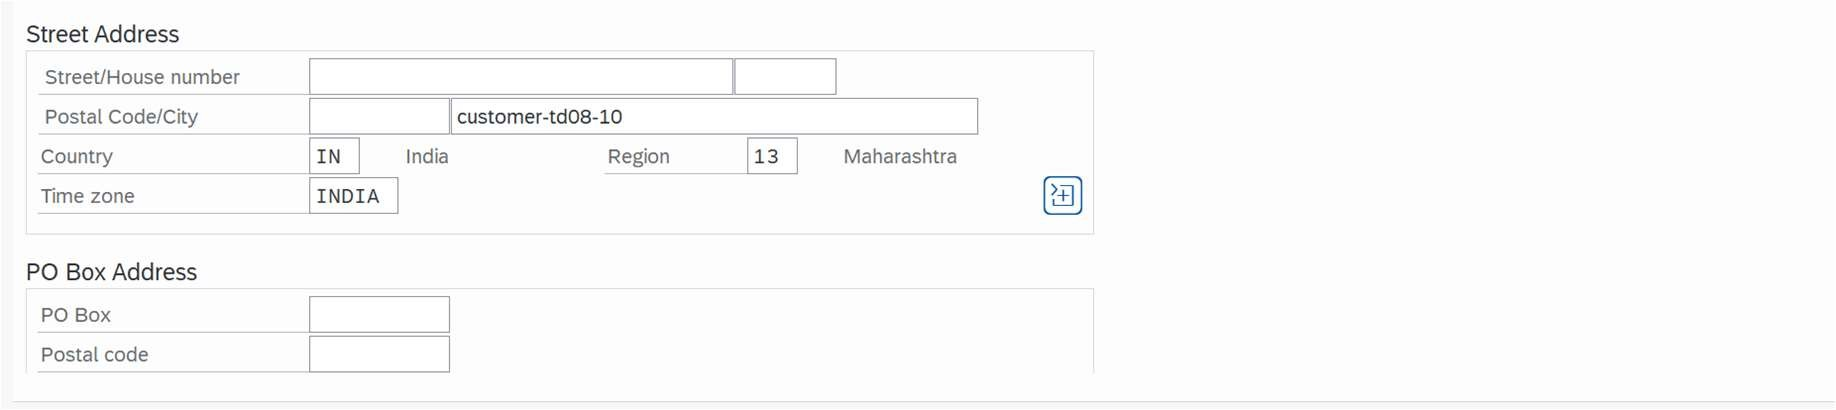 Street Address
Street/House number
Postal Code/City customer-td08-10
Country IN India Region 13 Maharashtra
Time zone INDIA
PO Box Address
PO Box
Postal code